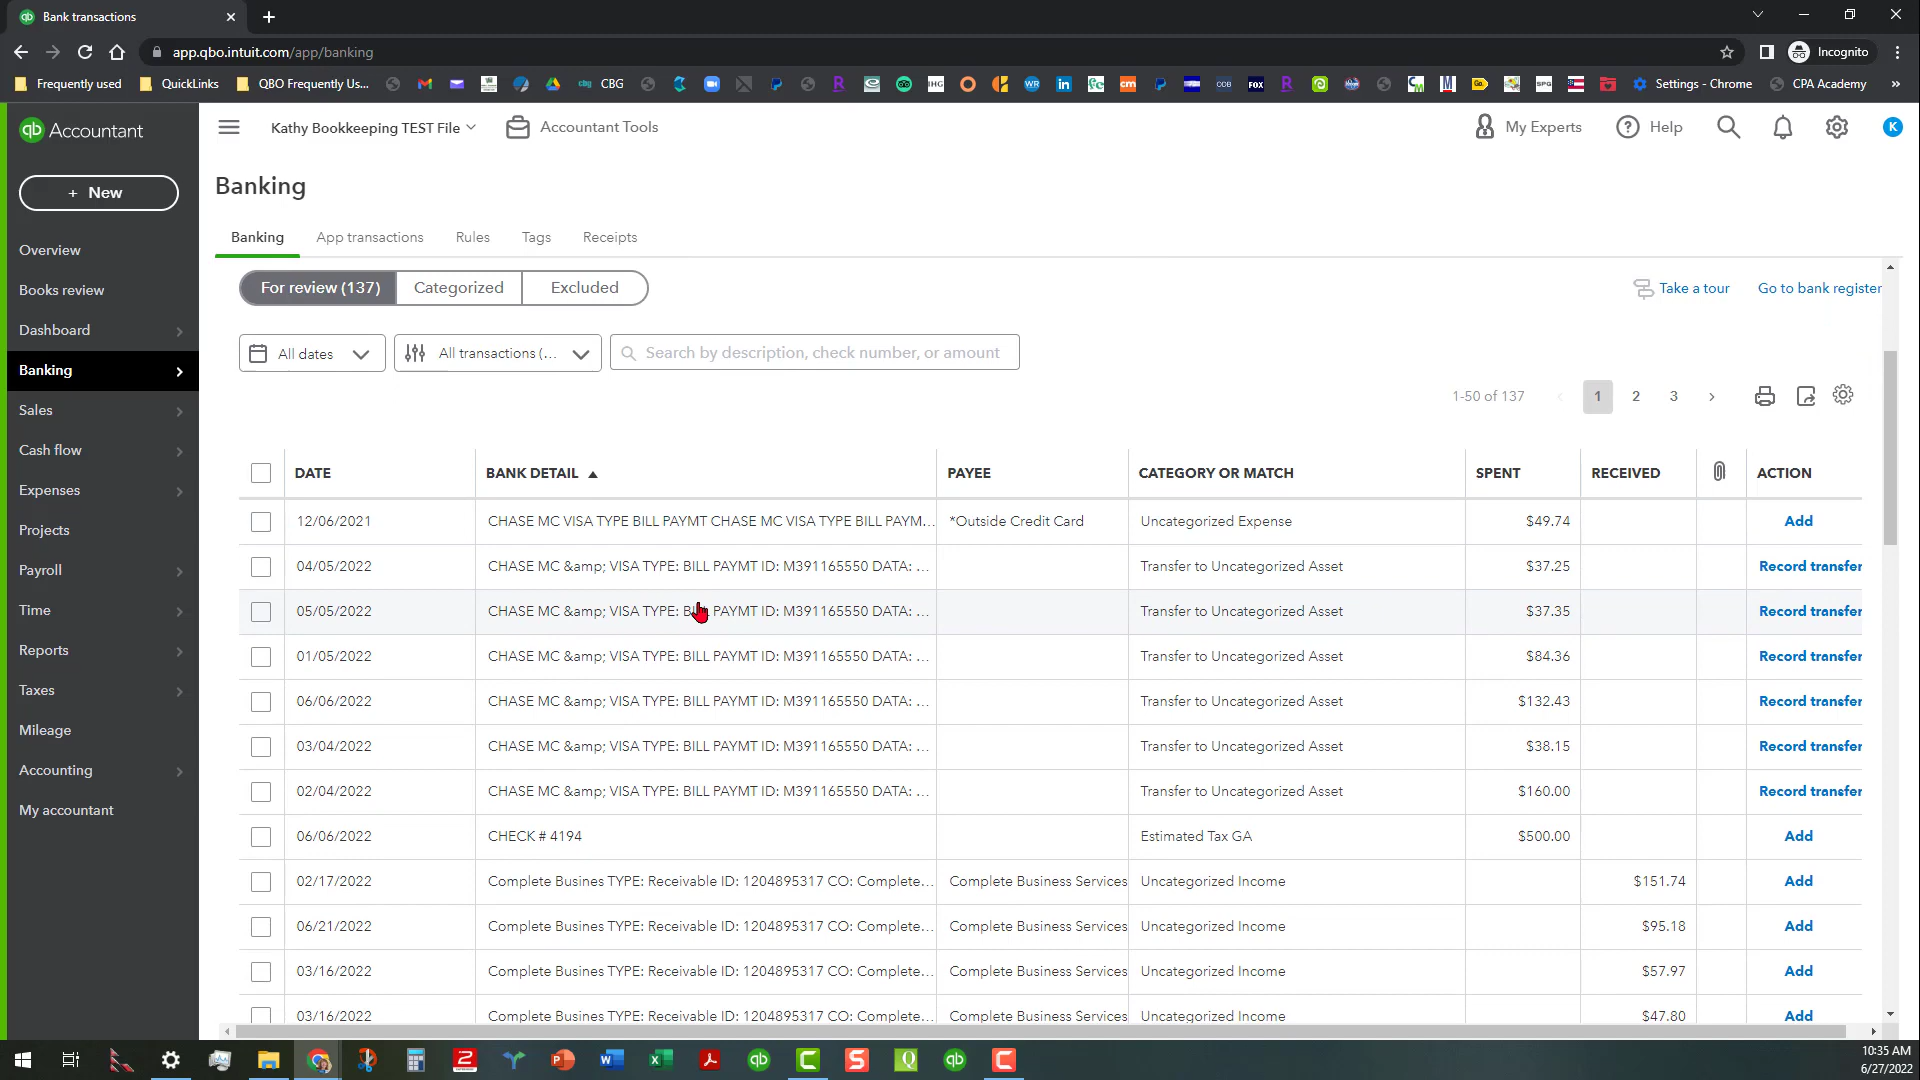 Bank transactions
app.qbo.intuit.com/app/banking
Incognito
Frequently used
QuickLinks
QBO Frequently Us...
CBG
Settings - Chrome
CPA Academy
qb Accountant
Kathy Bookkeeping TEST File
Accountant Tools
My Experts
Help
K
+ New
Overview
Books review
Dashboard
Banking
Sales
Cash flow
Expenses
Projects
Payroll
Time
Reports
Taxes
Mileage
Accounting
My accountant
Banking
Banking App transactions Rules Tags Receipts
For review (137) Categorized Excluded
Take a tour Go to bank register
All dates All transactions (... Search by description, check number, or amount
1-50 of 137 1 2 3
DATE BANK DETAIL PAYEE CATEGORY OR MATCH SPENT RECEIVED ACTION
12/06/2021 CHASE MC VISA TYPE BILL PAYMT CHASE MC VISA TYPE BILL PAYM... *Outside Credit Card Uncategorized Expense $49.74 Add
04/05/2022 CHASE MC &amp; VISA TYPE: BILL PAYMT ID: M391165550 DATA: ... Transfer to Uncategorized Asset $37.25 Record transfer
05/05/2022 CHASE MC &amp; VISA TYPE: BILL PAYMT ID: M391165550 DATA: ... Transfer to Uncategorized Asset $37.35 Record transfer
01/05/2022 CHASE MC &amp; VISA TYPE: BILL PAYMT ID: M391165550 DATA: ... Transfer to Uncategorized Asset $84.36 Record transfer
06/06/2022 CHASE MC &amp; VISA TYPE: BILL PAYMT ID: M391165550 DATA: ... Transfer to Uncategorized Asset $132.43 Record transfer
03/04/2022 CHASE MC &amp; VISA TYPE: BILL PAYMT ID: M391165550 DATA: ... Transfer to Uncategorized Asset $38.15 Record transfer
02/04/2022 CHASE MC &amp; VISA TYPE: BILL PAYMT ID: M391165550 DATA: ... Transfer to Uncategorized Asset $160.00 Record transfer
06/06/2022 CHECK # 4194 Estimated Tax GA $500.00 Add
02/17/2022 Complete Busines TYPE: Receivable ID: 1204895317 CO: Complete... Complete Business Services Uncategorized Income $151.74 Add
06/21/2022 Complete Busines TYPE: Receivable ID: 1204895317 CO: Complete... Complete Business Services Uncategorized Income $95.18 Add
03/16/2022 Complete Busines TYPE: Receivable ID: 1204895317 CO: Complete... Complete Business Services Uncategorized Income $57.97 Add
03/16/2022 Complete Busines TYPE: Receivable ID: 1204895317 CO: Complete... Complete Business Services Uncategorized Income $47.80 Add
10:35 AM
6/27/2022